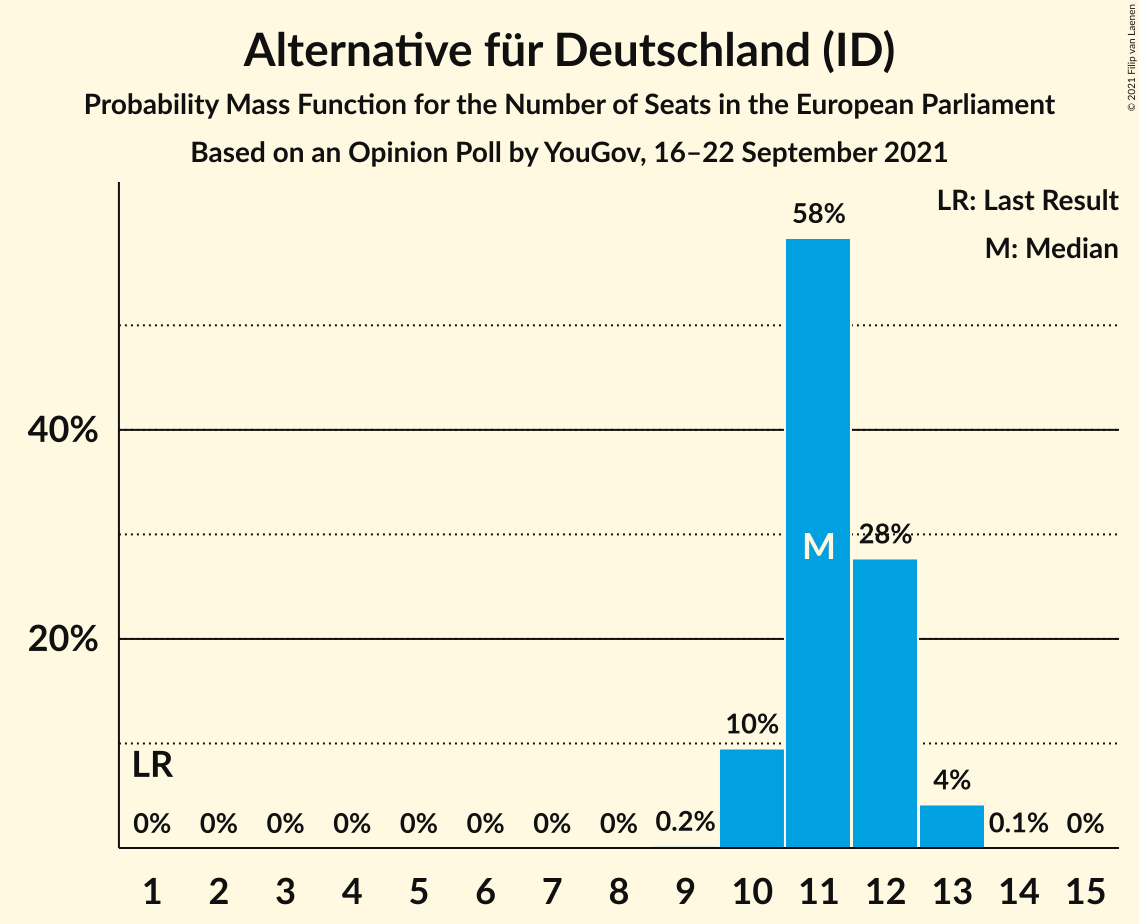 Alternative für Deutschland (ID)
Probability Mass Function for the Number of Seats in the European Parliament
Based on an Opinion Poll by YouGov, 16–22 September 2021
© 2021 Filip van Laenen
LR: Last Result
M: Median
58%
40%
M
28%
20%
10%
LR
4%
0% 0% 0% 0% 0% 0% 0% 0% 0.2% 0.1% 0%
1 2 3 4 5 6 7 8 9 10 11 12 13 14 15